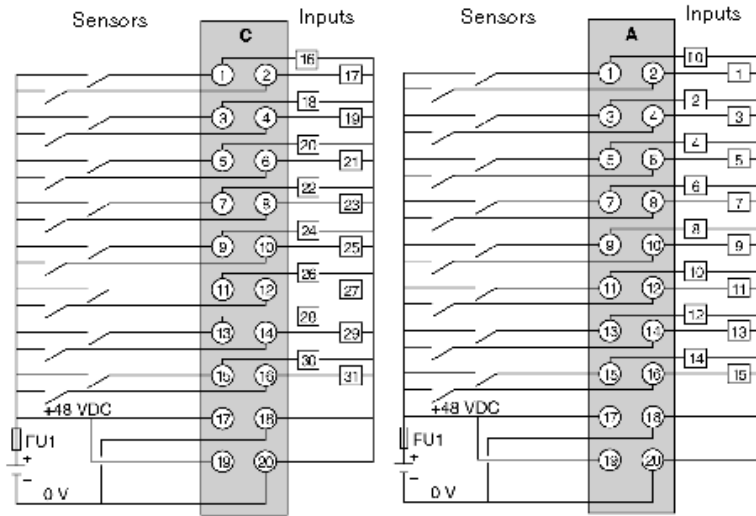 Sensors C Inputs Sensors A Inputs
16 10
1 2 17 1 2 1
18 2
3 4 19 3 4 3
20 4
5 6 21 5 6 5
22 6
7 8 23 7 8 7
24 8
9 10 25 9 10 9
26 10
11 12 27 11 12 11
28 12
13 14 29 13 14 13
30 14
15 16 31 15 16 15
+48 VDC +48 VDC
17 18 17 18
FU1 FU1
+ +
19 20 19 20
− −
0 V 0 V